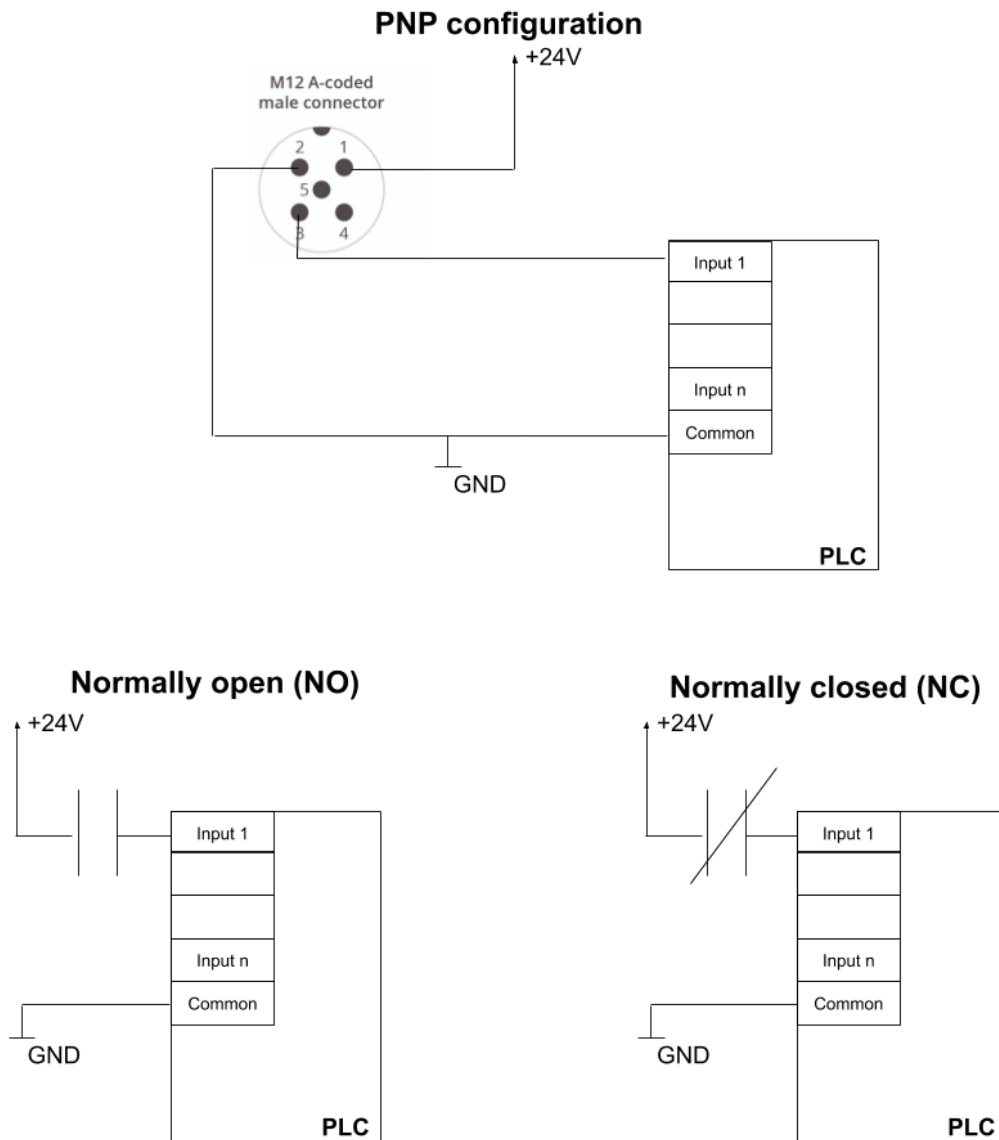 PNP configuration
+24V
M12 A-coded
male connector
2 1
5
3 4
Input 1
Input n
Common
GND
PLC
Normally open (NO)
+24V
Input 1
Input n
Common
GND
PLC
Normally closed (NC)
+24V
Input 1
Input n
Common
GND
PLC